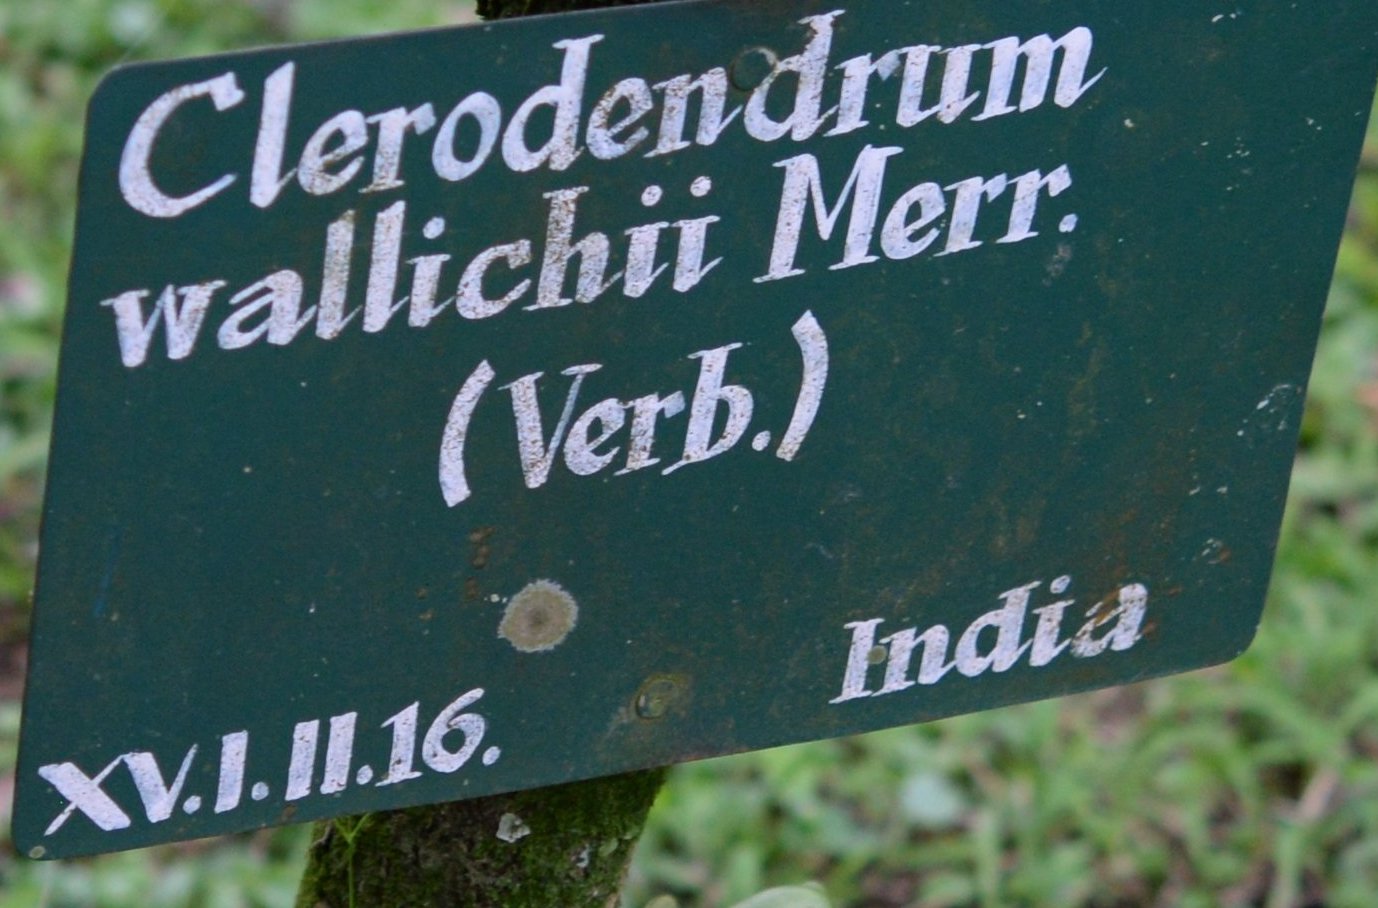 Clerodendrum
wallichii Merr.
(Verb.)
India
XV.I.II.16.